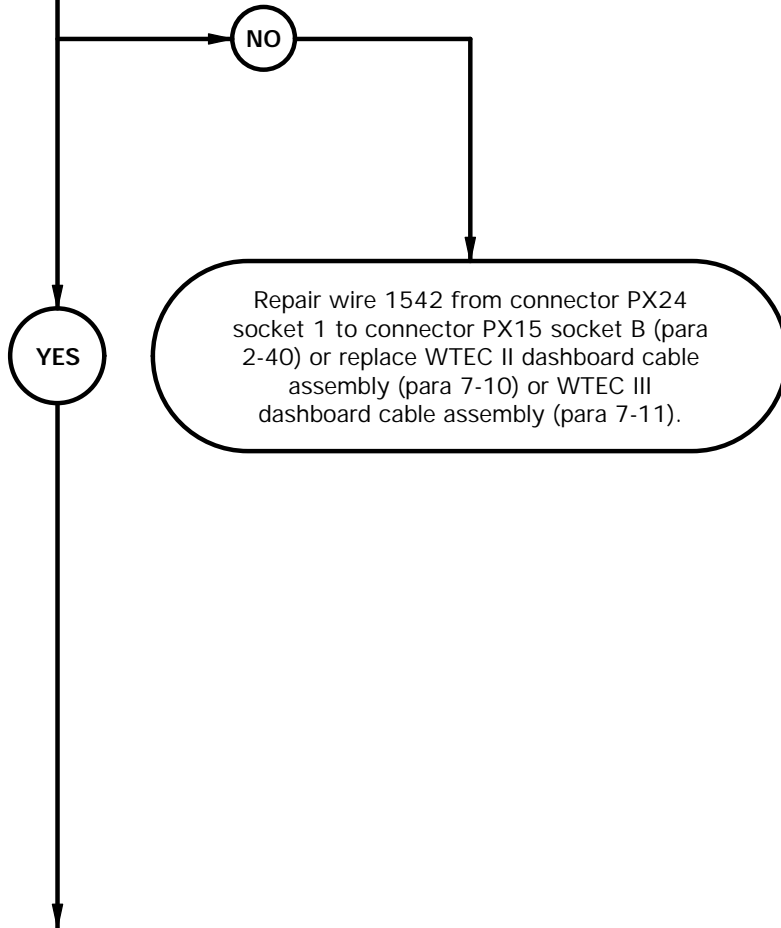 NO
YES
Repair wire 1542 from connector PX24
socket 1 to connector PX15 socket B (para
2-40) or replace WTEC II dashboard cable
assembly (para 7-10) or WTEC III
dashboard cable assembly (para 7-11).